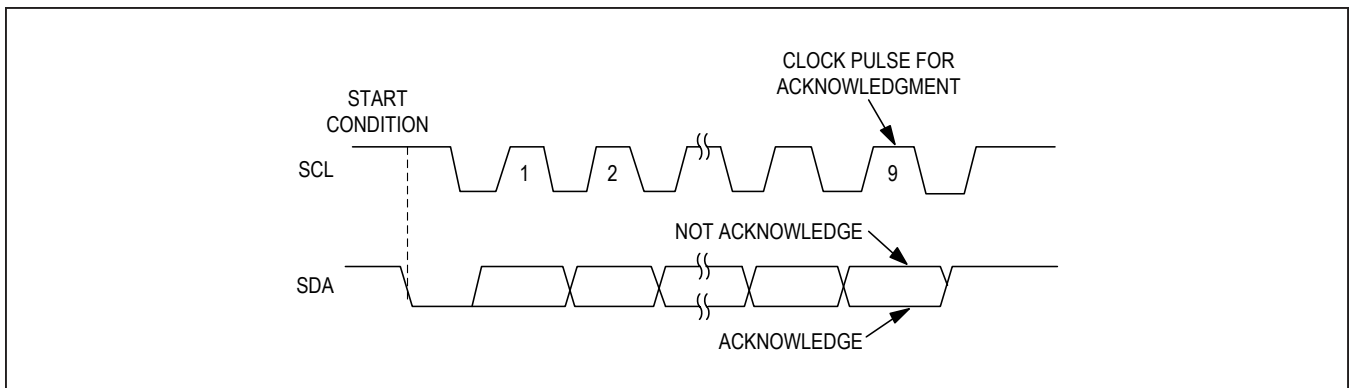 CLOCK PULSE FOR
ACKNOWLEDGMENT
START
CONDITION
SCL
1
2
9
NOT ACKNOWLEDGE
SDA
ACKNOWLEDGE